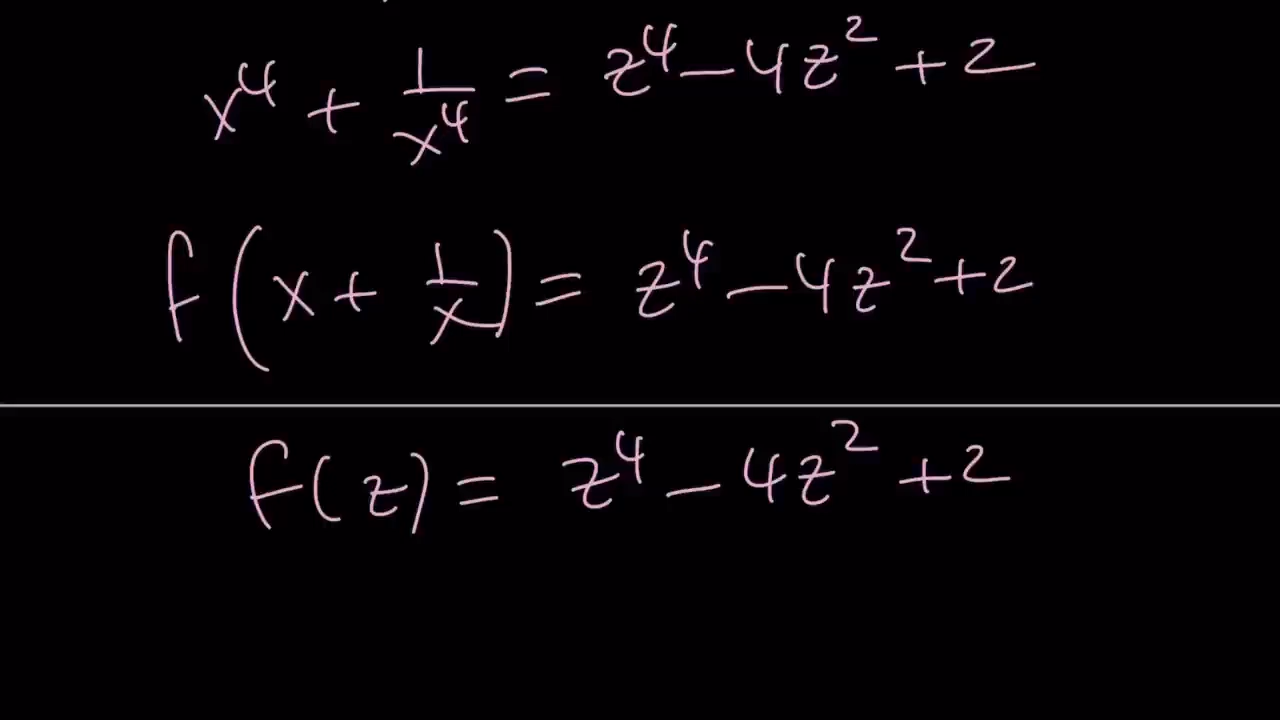 x⁴ + 1/x⁴ = z⁴ - 4z² + 2
f(x + 1/x) = z⁴ - 4z² + 2
f(z) = z⁴ - 4z² + 2